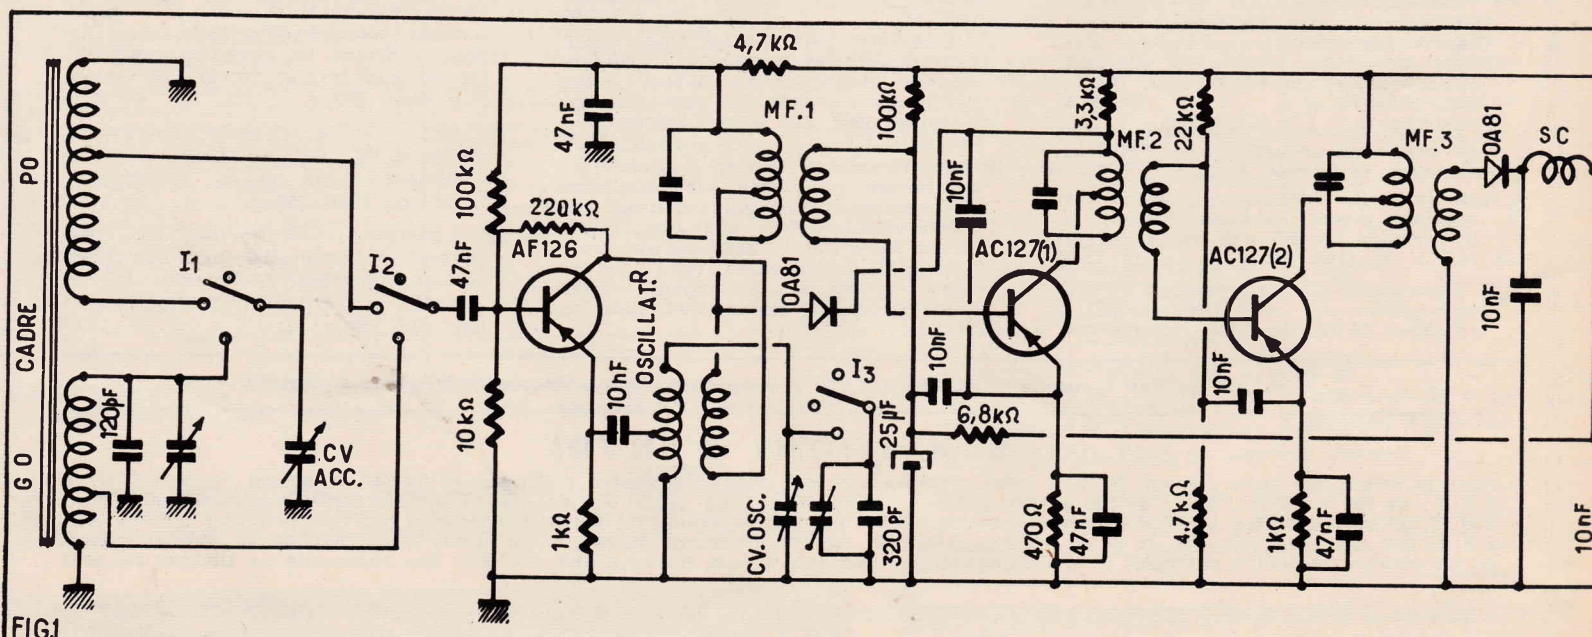 4,7kΩ
PO
CADRE
GO
I1
I2
120pF
CV
ACC.
47nF
100kΩ
10kΩ
47nF
220kΩ
AF126
10nF
1kΩ
OSCILLATR
MF.1
OA81
I3
CV. OSC.
320PF
100kΩ
10nF
25µF
6,8kΩ
10nF
AC127(1)
3,3kΩ
MF.2
470Ω
47nF
22kΩ
4,7kΩ
10nF
AC127(2)
1kΩ
47nF
MF.3
OA81
SC
10nF
10nF
FIG.1